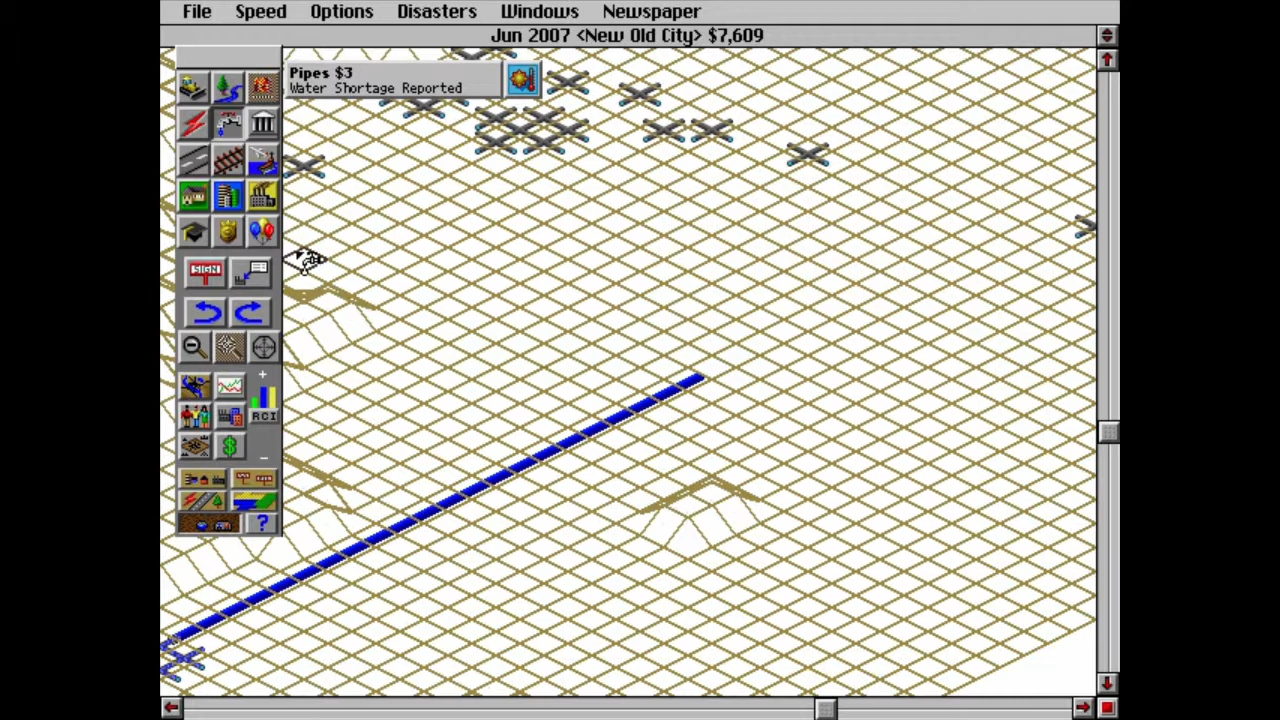 File Speed Options Disasters Windows Newspaper
Jun 2007 <New Old City> $7,609
Pipes $3
Water Shortage Reported
SIGN
+
RCI
−
?